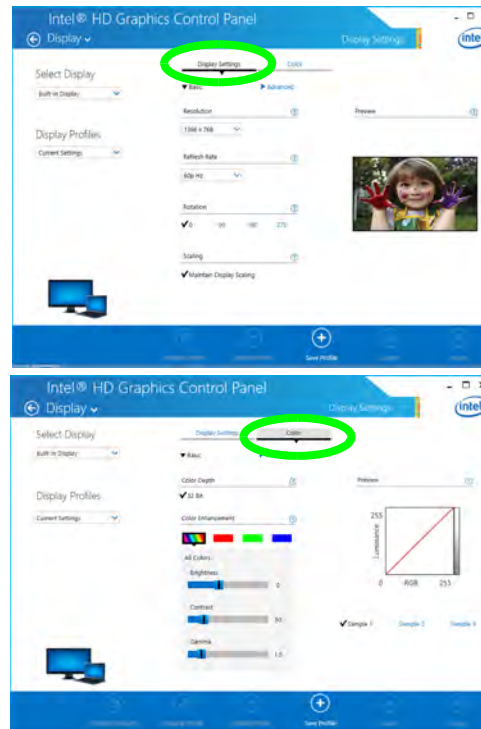 Intel® HD Graphics Control Panel
Display
Display Settings
intel
Select Display
Built-in Display
Display Profiles
Current Settings
Display Settings
Color
Basic
Advanced
Resolution
1366 x 768
Refresh Rate
60p Hz
Rotation
0 90 180 270
Scaling
Maintain Display Scaling
Preview
Save Profile
Intel® HD Graphics Control Panel
Display
Display Settings
intel
Select Display
Built-in Display
Display Profiles
Current Settings
Display Settings
Color
Basic
Color Depth
32 Bit
Color Enhancement
All Colors
Brightness
0
Contrast
50
Gamma
1.0
Preview
255
Luminance
0 RGB 255
Sample 1 Sample 2 Sample 3
Save Profile